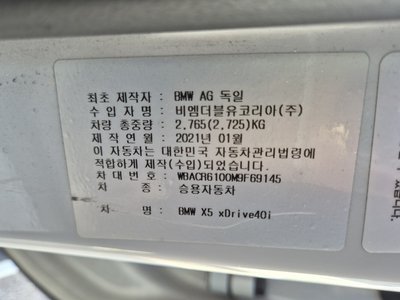 최초 제작자 : BMW AG 독일
수 입 자 명 : 비엠더블유코리아(주)
차량 총중량 : 2,765(2,725)KG
제 작 연 월 : 2021년 01월
이 자동차는 대한민국 자동차관리법령에
적합하게 제작(수입)되었습니다.
차 대 번 호 : WBACR6100M9F69145
차 종 : 승용자동차
차 명 : BMW X5 xDrive40i